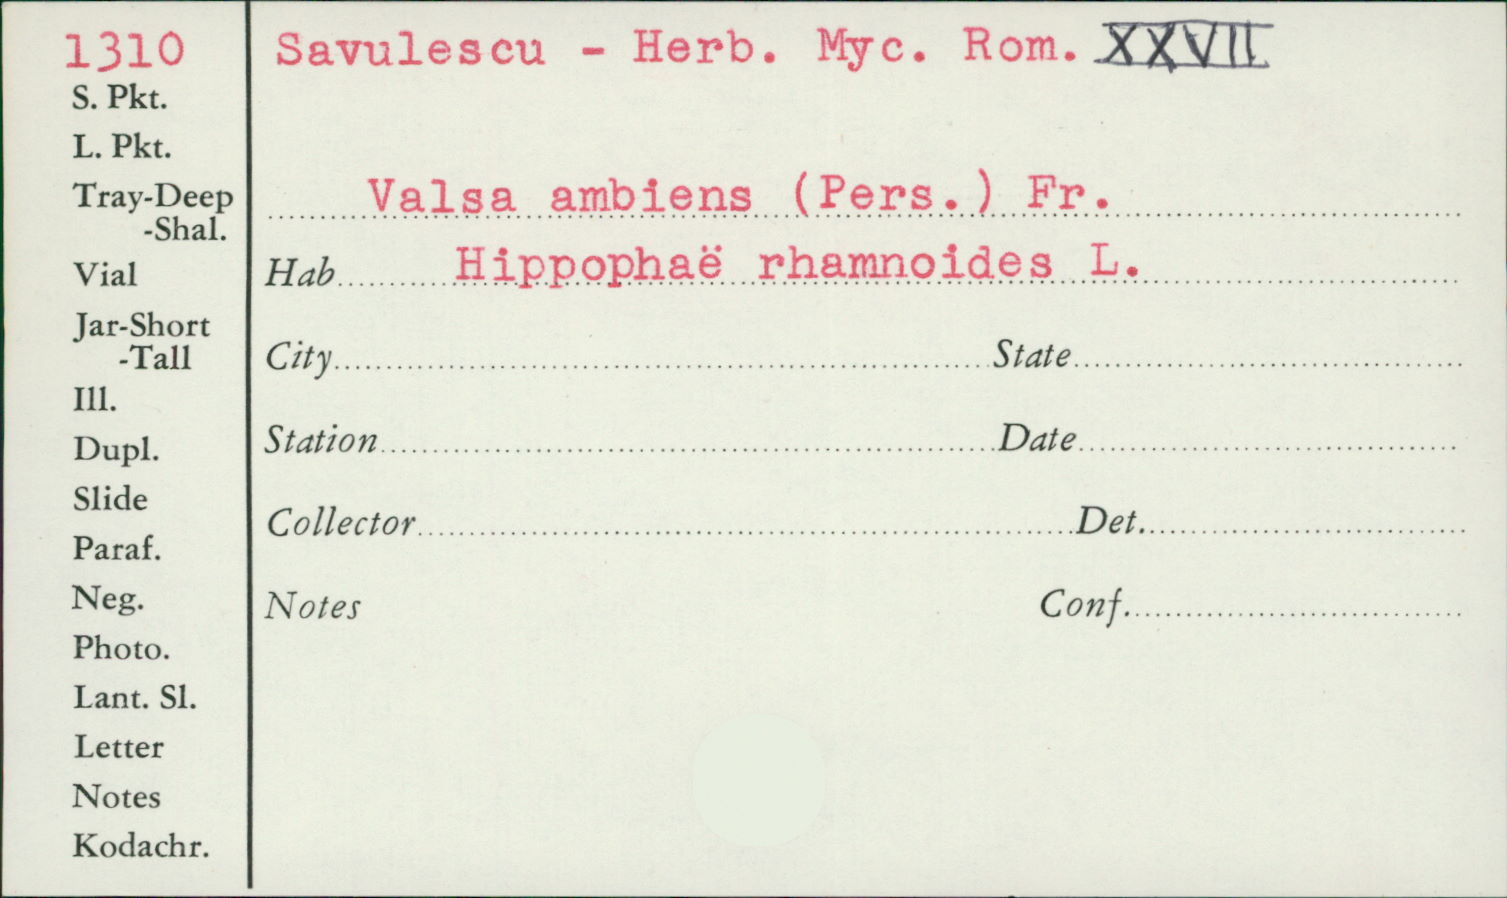 1310
Savulescu - Herb. Myc. Rom. XXVII
S. Pkt.
L. Pkt.
Tray-Deep
-Shal.
Vial
Jar-Short
-Tall
Ill.
Dupl.
Slide
Paraf.
Neg.
Photo.
Lant. Sl.
Letter
Notes
Kodachr.
Valsa ambiens (Pers.) Fr.
Hab. Hippophaë rhamnoides L.
City State
Station Date
Collector Det.
Notes Conf.